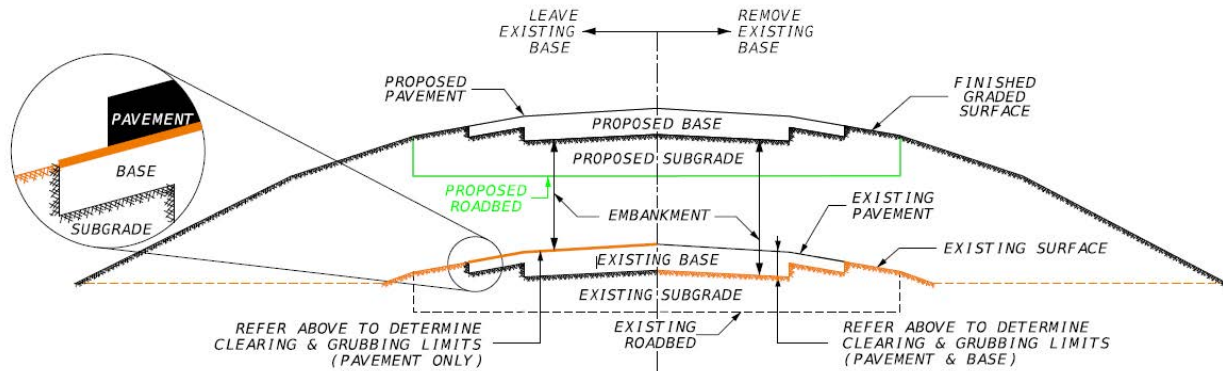 LEAVE
EXISTING
BASE
REMOVE
EXISTING
BASE
PROPOSED
PAVEMENT
FINISHED
GRADED
SURFACE
PAVEMENT
BASE
SUBGRADE
PROPOSED BASE
PROPOSED SUBGRADE
PROPOSED
ROADBED
EMBANKMENT
EXISTING
PAVEMENT
EXISTING SURFACE
EXISTING BASE
EXISTING SUBGRADE
REFER ABOVE TO DETERMINE
CLEARING & GRUBBING LIMITS
(PAVEMENT ONLY)
EXISTING
ROADBED
REFER ABOVE TO DETERMINE
CLEARING & GRUBBING LIMITS
(PAVEMENT & BASE)